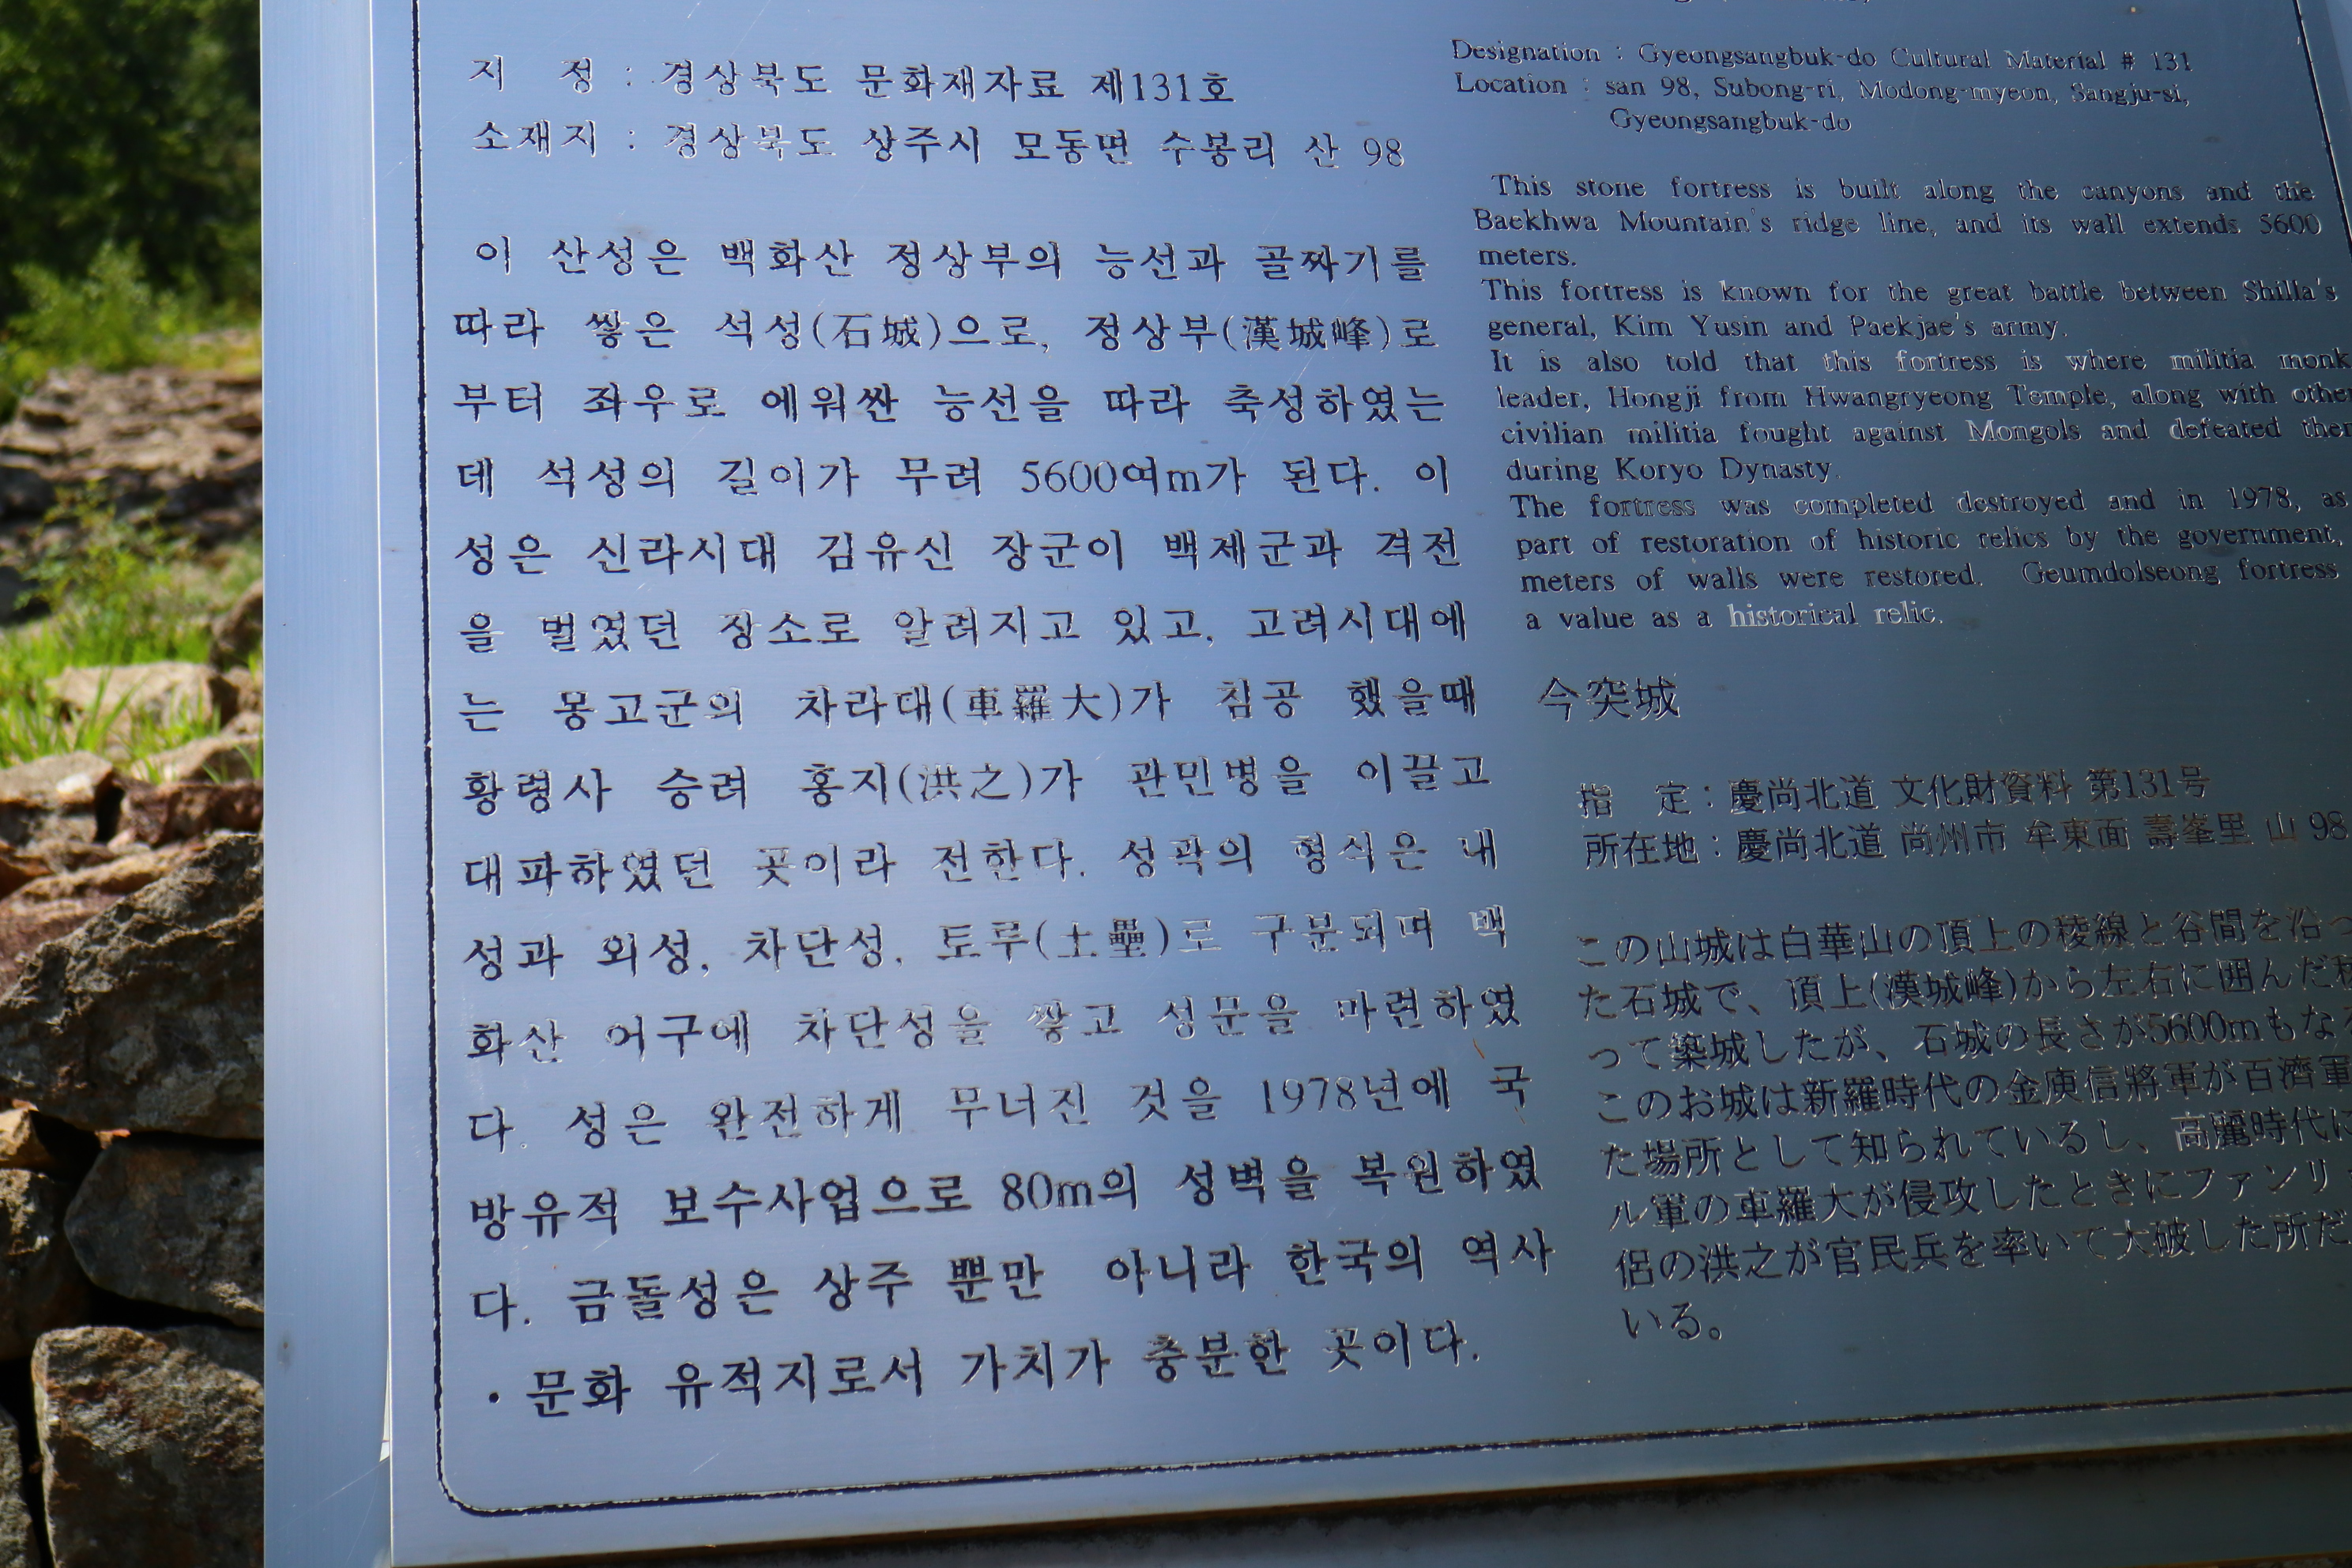 지 정 : 경상북도 문화재자료 제131호
소재지 : 경상북도 상주시 모동면 수봉리 산 98
이 산성은 백화산 정상부의 능선과 골짜기를
따라 쌓은 석성(石城)으로, 정상부(漢城峰)로
부터 좌우로 에워싼 능선을 따라 축성하였는
데 석성의 길이가 무려 5600여m가 된다. 이
성은 신라시대 김유신 장군이 백제군과 격전
을 벌였던 장소로 알려지고 있고, 고려시대에
는 몽고군의 차라대(車羅大)가 침공 했을때
황령사 승려 홍지(洪之)가 관민병을 이끌고
대파하였던 곳이라 전한다. 성곽의 형식은 내
성과 외성, 차단성, 토루(土壘)로 구분되며 백
화산 어구에 차단성을 쌓고 성문을 마련하였
다. 성은 완전하게 무너진 것을 1978년에 국
방유적 보수사업으로 80m의 성벽을 복원하였
다. 금돌성은 상주 뿐만 아니라 한국의 역사
·문화 유적지로서 가치가 충분한 곳이다.
Designation : Gyeongsangbuk-do Cultural Material # 131
Location : san 98, Subong-ri, Modong-myeon, Sangju-si,
Gyeongsangbuk-do
This stone fortress is built along the canyons and the
Baekhwa Mountain's ridge line, and its wall extends 5600
meters.
This fortress is known for the great battle between Shilla's
general, Kim Yusin and Paekjae's army.
It is also told that this fortress is where militia monk
leader, Hongji from Hwangryeong Temple, along with other
civilian militia fought against Mongols and defeated
during Koryo Dynasty.
The fortress was completed destroyed and in 1978, as
part of restoration of historic relics by the government,
meters of walls were restored. Geumdolseong fortress
a value as a historical relic.
今突城
指 定 : 慶尚北道 文化財資料 第131号
所在地 : 慶尚北道 尚州市 牟東面 壽峯里 山 98
この山城は白華山の頂上の稜線と谷間を沿っ
た石城で、頂上(漢城峰)から左右に囲んだ
って築城したが、石城の長さが5600mもな
このお城は新羅時代の金庾信將軍が百濟軍
た場所として知られているし、高麗時代に
ル軍の車羅大が侵攻したときにファンリ
侶の洪之が官民兵を率いて大破した所だ
いる。